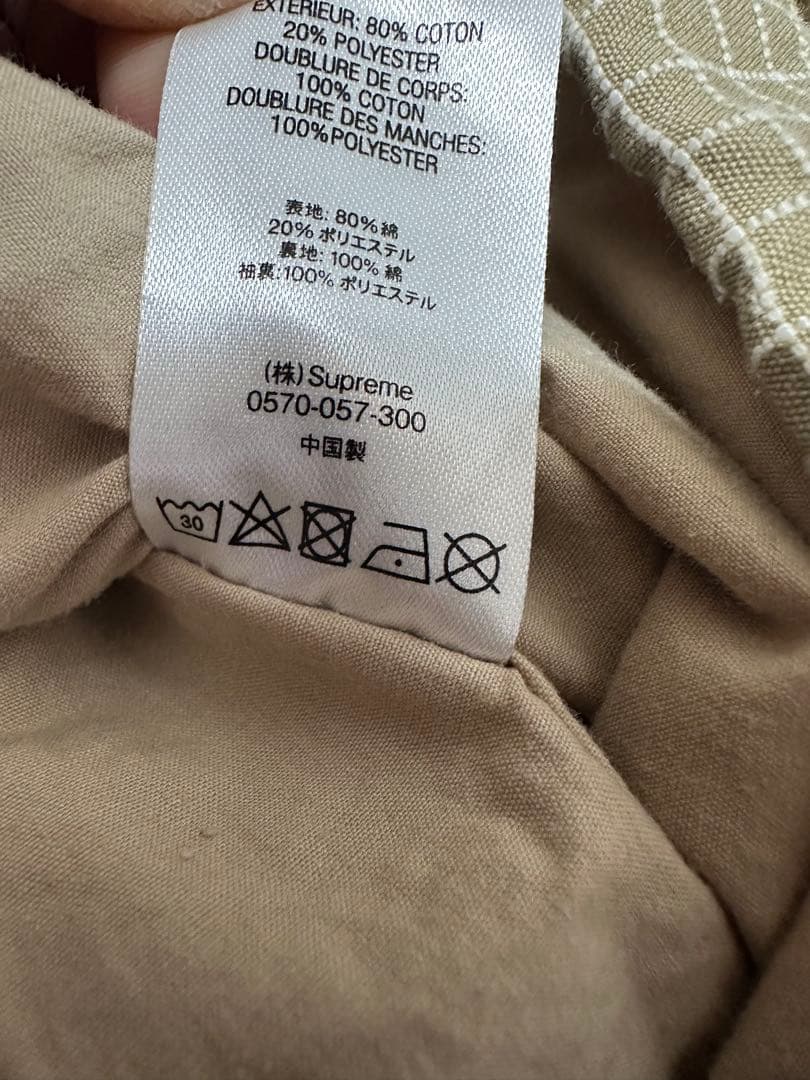 EXTERIEUR: 80% COTON
20% POLYESTER
DOUBLURE DE CORPS:
100% COTON
DOUBLURE DES MANCHES:
100%POLYESTER
表地: 80%綿
20% ポリエステル
裏地: 100% 綿
袖裏:100% ポリエステル
(株)Supreme
0570-057-300
中国製
30